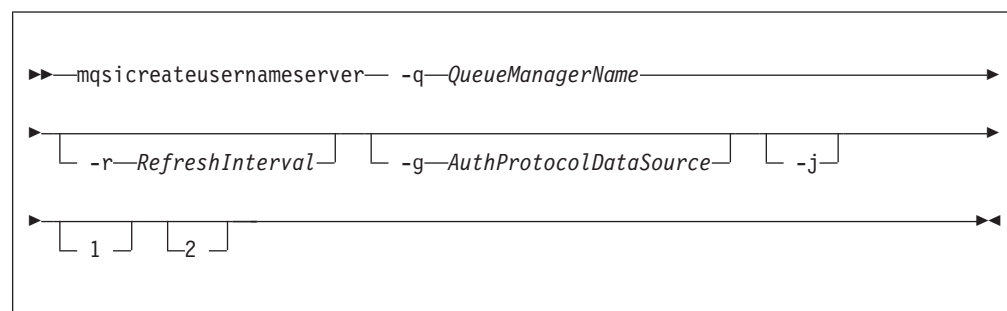 mqsicreateusernameserver -q QueueManagerName
-r RefreshInterval -g AuthProtocolDataSource -j
1 2